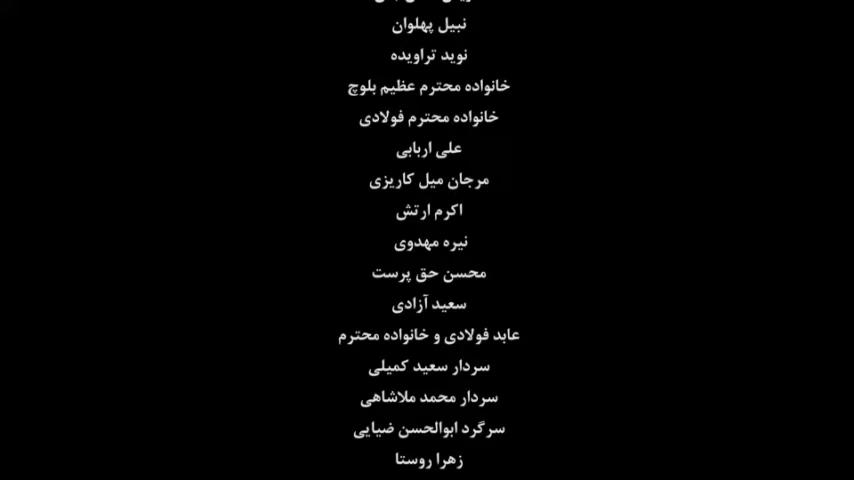 نبیل پهلوان
نوید تراویده
خانواده محترم عظیم بلوچ
خانواده محترم فولادی
علی اربابی
مرجان میل کاریزی
اکرم ارتش
نیره مهدوی
محسن حق پرست
سعید آزادی
عابد فولادی و خانواده محترم
سردار سعید کمیلی
سردار محمد ملاشاهی
سرگرد ابوالحسن ضیایی
زهرا روستا